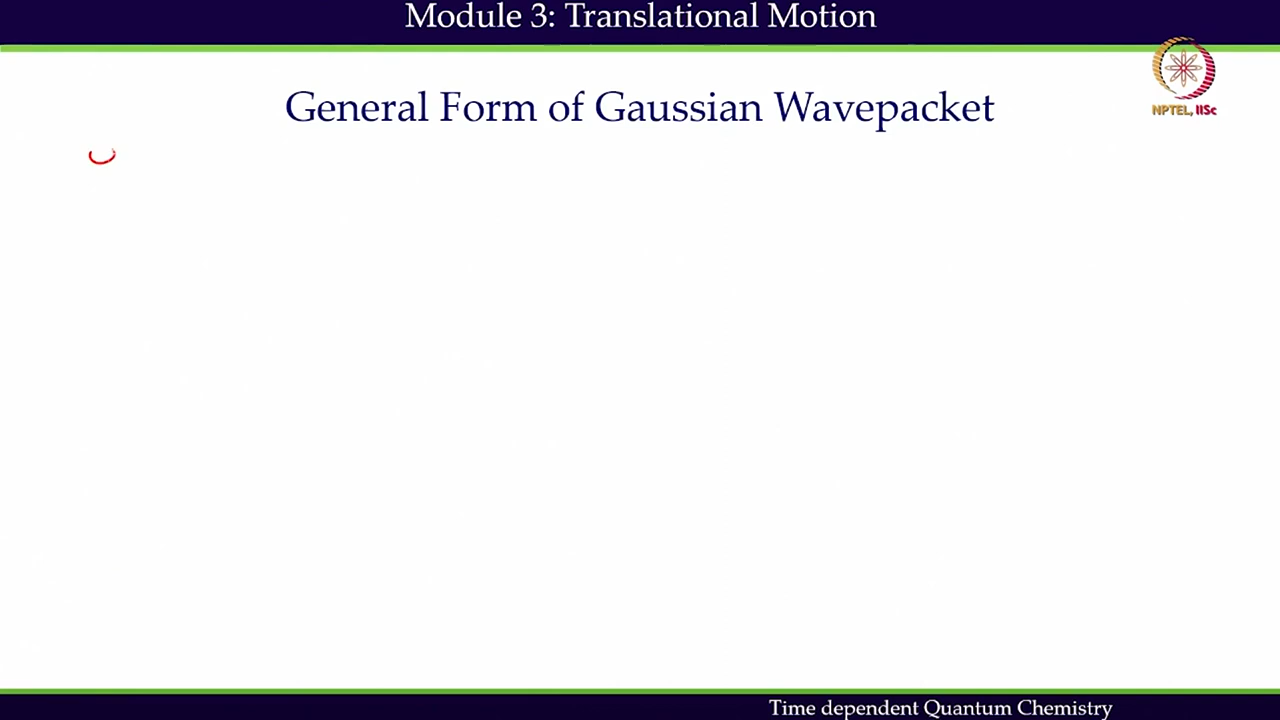 Module 3: Translational Motion
General Form of Gaussian Wavepacket
NPTEL, IISc
Time dependent Quantum Chemistry